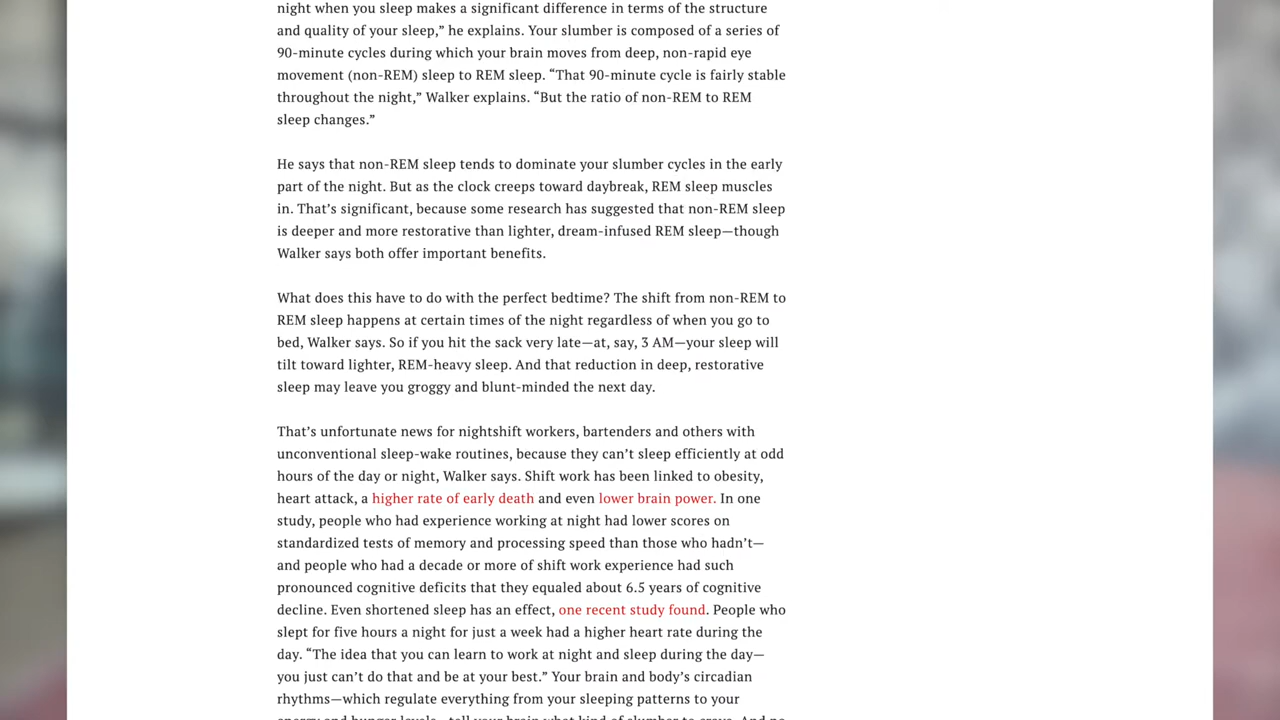 night when you sleep makes a significant difference in terms of the structure
and quality of your sleep,” he explains. Your slumber is composed of a series of
90-minute cycles during which your brain moves from deep, non-rapid eye
movement (non-REM) sleep to REM sleep. “That 90-minute cycle is fairly stable
throughout the night,” Walker explains. “But the ratio of non-REM to REM
sleep changes.”
He says that non-REM sleep tends to dominate your slumber cycles in the early
part of the night. But as the clock creeps toward daybreak, REM sleep muscles
in. That’s significant, because some research has suggested that non-REM sleep
is deeper and more restorative than lighter, dream-infused REM sleep—though
Walker says both offer important benefits.
What does this have to do with the perfect bedtime? The shift from non-REM to
REM sleep happens at certain times of the night regardless of when you go to
bed, Walker says. So if you hit the sack very late—at, say, 3 AM—your sleep will
tilt toward lighter, REM-heavy sleep. And that reduction in deep, restorative
sleep may leave you groggy and blunt-minded the next day.
That’s unfortunate news for nightshift workers, bartenders and others with
unconventional sleep-wake routines, because they can’t sleep efficiently at odd
hours of the day or night, Walker says. Shift work has been linked to obesity,
heart attack, a higher rate of early death and even lower brain power. In one
study, people who had experience working at night had lower scores on
standardized tests of memory and processing speed than those who hadn’t—
and people who had a decade or more of shift work experience had such
pronounced cognitive deficits that they equaled about 6.5 years of cognitive
decline. Even shortened sleep has an effect, one recent study found. People who
slept for five hours a night for just a week had a higher heart rate during the
day. “The idea that you can learn to work at night and sleep during the day—
you just can’t do that and be at your best.” Your brain and body’s circadian
rhythms—which regulate everything from your sleeping patterns to your
energy and hunger levels—tell your brain what kind of slumber to crave. And no